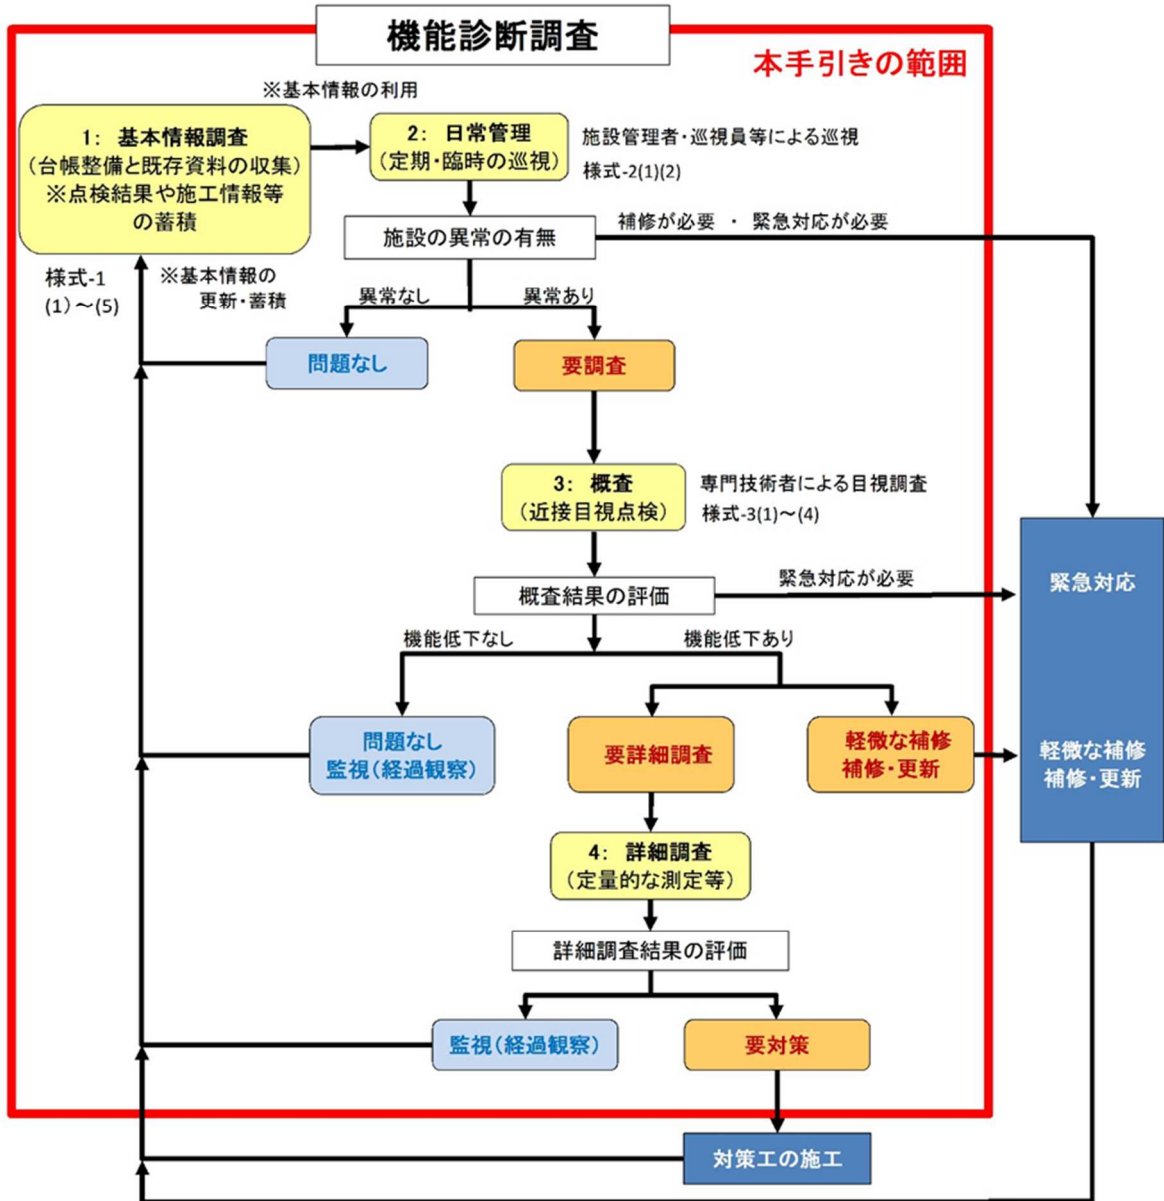 機能診断調査
本手引きの範囲
※基本情報の利用
1： 基本情報調査
(台帳整備と既存資料の収集)
※点検結果や施工情報等
の蓄積
2： 日常管理
(定期・臨時の巡視)
施設管理者・巡視員等による巡視
様式-2(1)(2)
施設の異常の有無
補修が必要 ・ 緊急対応が必要
様式-1
(1)～(5)
※基本情報の
更新・蓄積
異常なし
異常あり
問題なし
要調査
3： 概査
(近接目視点検)
専門技術者による目視調査
様式-3(1)～(4)
概査結果の評価
緊急対応が必要
緊急対応
機能低下なし
機能低下あり
問題なし
監視(経過観察)
要詳細調査
軽微な補修
補修・更新
軽微な補修
補修・更新
4： 詳細調査
(定量的な測定等)
詳細調査結果の評価
監視(経過観察)
要対策
対策工の施工